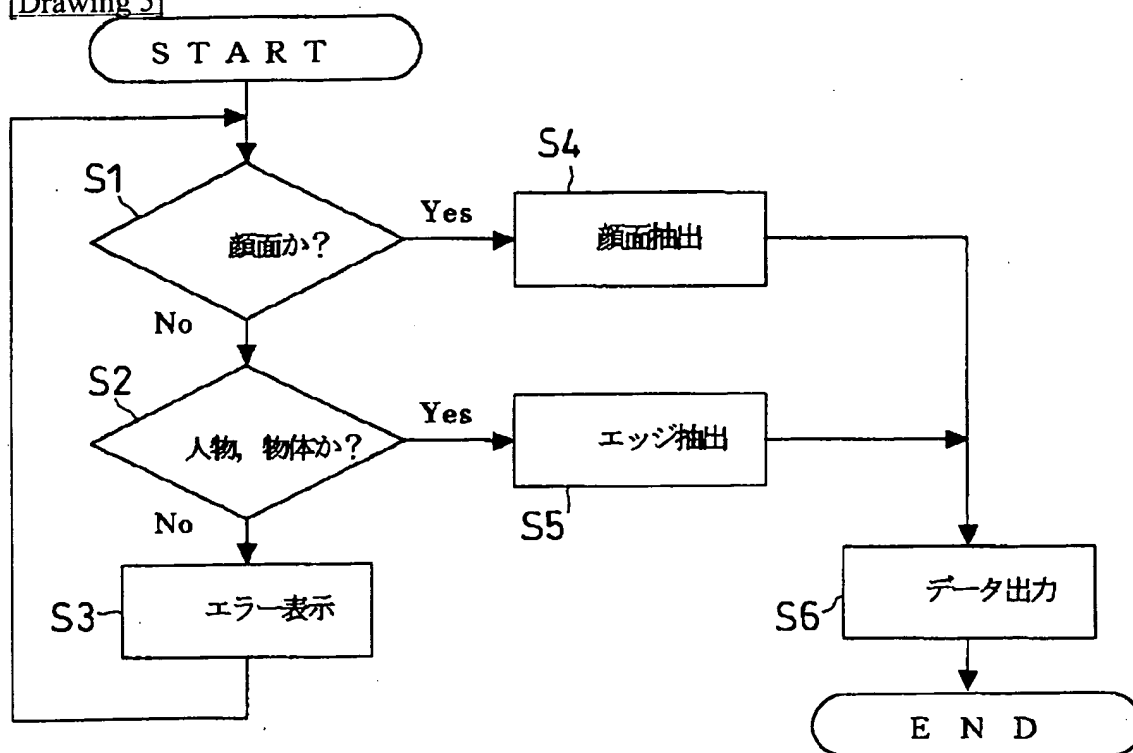 [Drawing 5]
START
S1
顔面か?
Yes
S4
顔面抽出
No
S2
人物, 物体か?
Yes
エッジ抽出
S5
No
S3
エラー表示
S6
データ出力
END